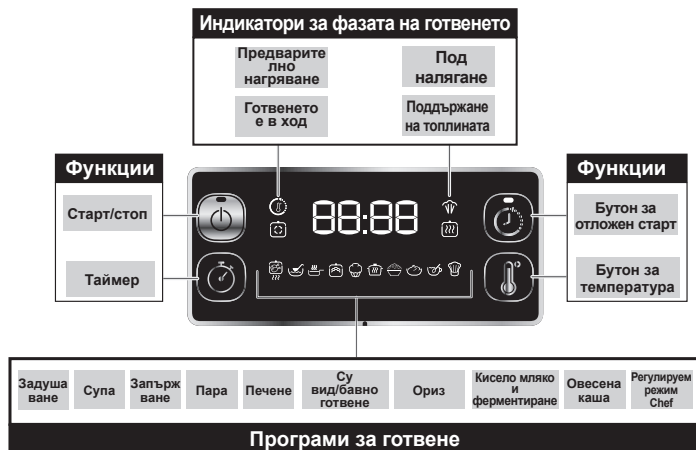 Индикатори за фазата на готвенето
Предварите
лно
нагряване
Под
налягане
Готвенето
е в ход
Поддържане
на топлината
Функции
Старт/стоп
Таймер
88:88
Функции
Бутон за
отложен старт
Бутон за
температура
Задуша
ване
Супа
Запърж
ване
Пара
Печене
Су
вид/бавно
готвене
Ориз
Кисело мляко
и
ферментиране
Овесена
каша
Регулируем
режим
Chef
Програми за готвене